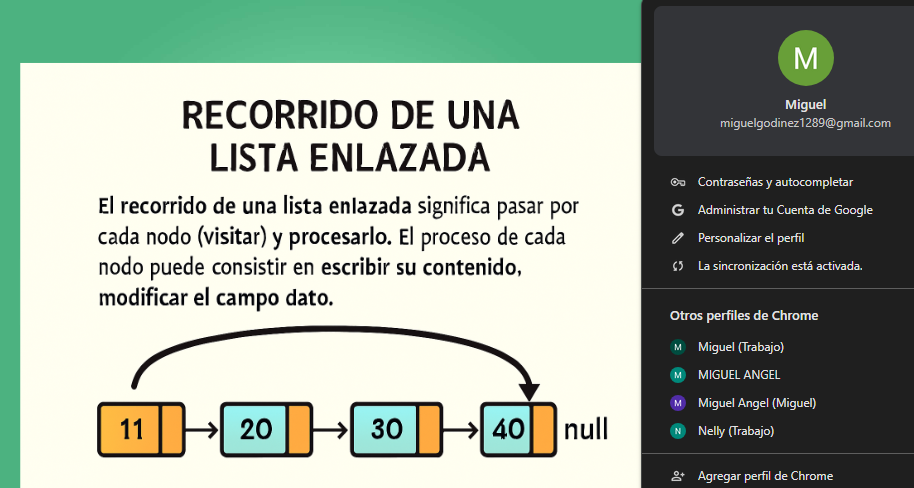 RECORRIDO DE UNA
LISTA ENLAZADA
El recorrido de una lista enlazada significa pasar por
cada nodo (visitar) y procesarlo. El proceso de cada
nodo puede consistir en escribir su contenido,
modificar el campo dato.
11 20 30 40 null
M
Miguel
miguelgodinez1289@gmail.com
Contraseñas y autocompletar
G Administrar tu Cuenta de Google
Personalizar el perfil
La sincronización está activada.
Otros perfiles de Chrome
M Miguel (Trabajo)
M MIGUEL ANGEL
M Miguel Angel (Miguel)
N Nelly (Trabajo)
Agregar perfil de Chrome